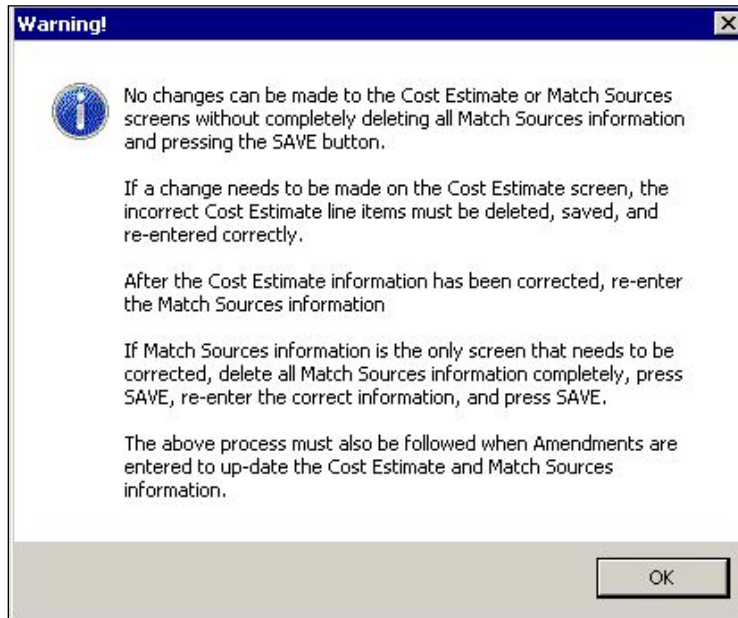 Warning!
No changes can be made to the Cost Estimate or Match Sources
screens without completely deleting all Match Sources information
and pressing the SAVE button.
If a change needs to be made on the Cost Estimate screen, the
incorrect Cost Estimate line items must be deleted, saved, and
re-entered correctly.
After the Cost Estimate information has been corrected, re-enter
the Match Sources information
If Match Sources information is the only screen that needs to be
corrected, delete all Match Sources information completely, press
SAVE, re-enter the correct information, and press SAVE.
The above process must also be followed when Amendments are
entered to up-date the Cost Estimate and Match Sources
information.
OK